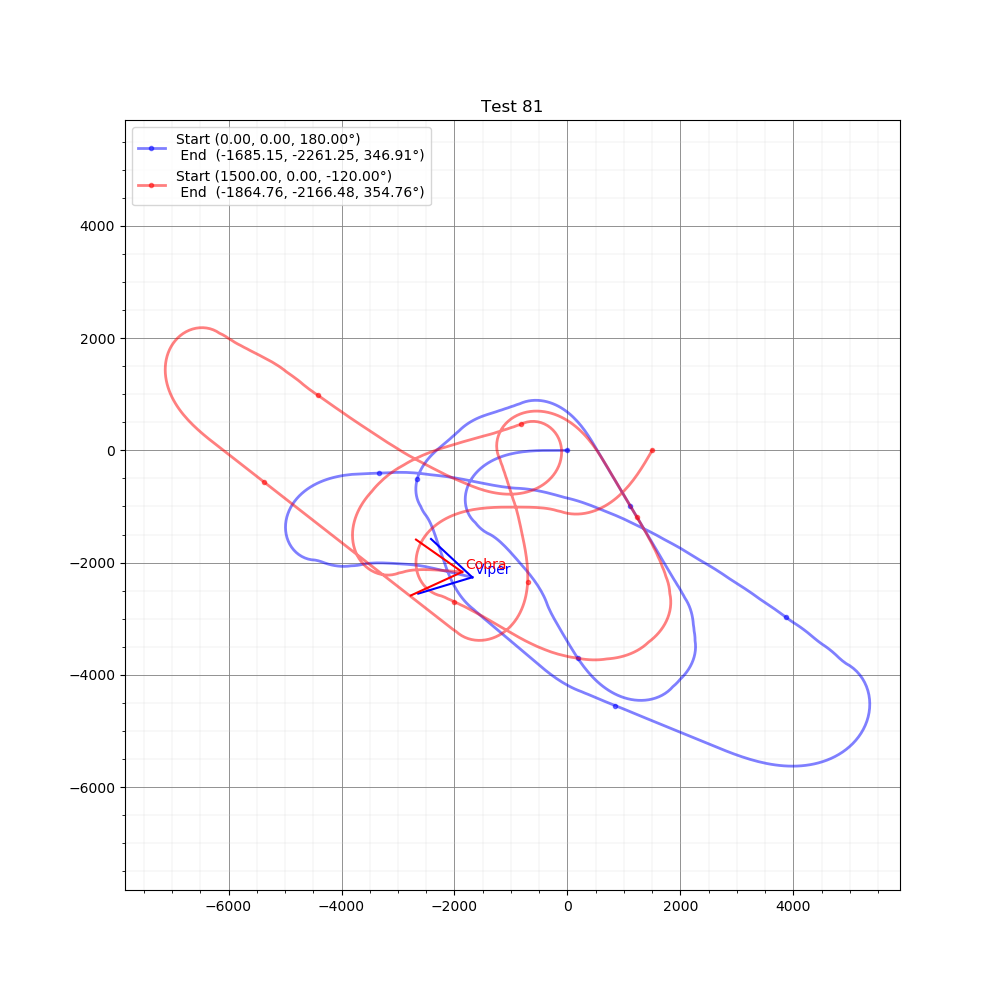 Test 81
Start (0.00, 0.00, 180.00°)
End (-1685.15, -2261.25, 346.91°)
Start (1500.00, 0.00, -120.00°)
End (-1864.76, -2166.48, 354.76°)
4000
2000
0
−2000
−4000
−6000
Cobra
Viper
−6000 −4000 −2000 0 2000 4000